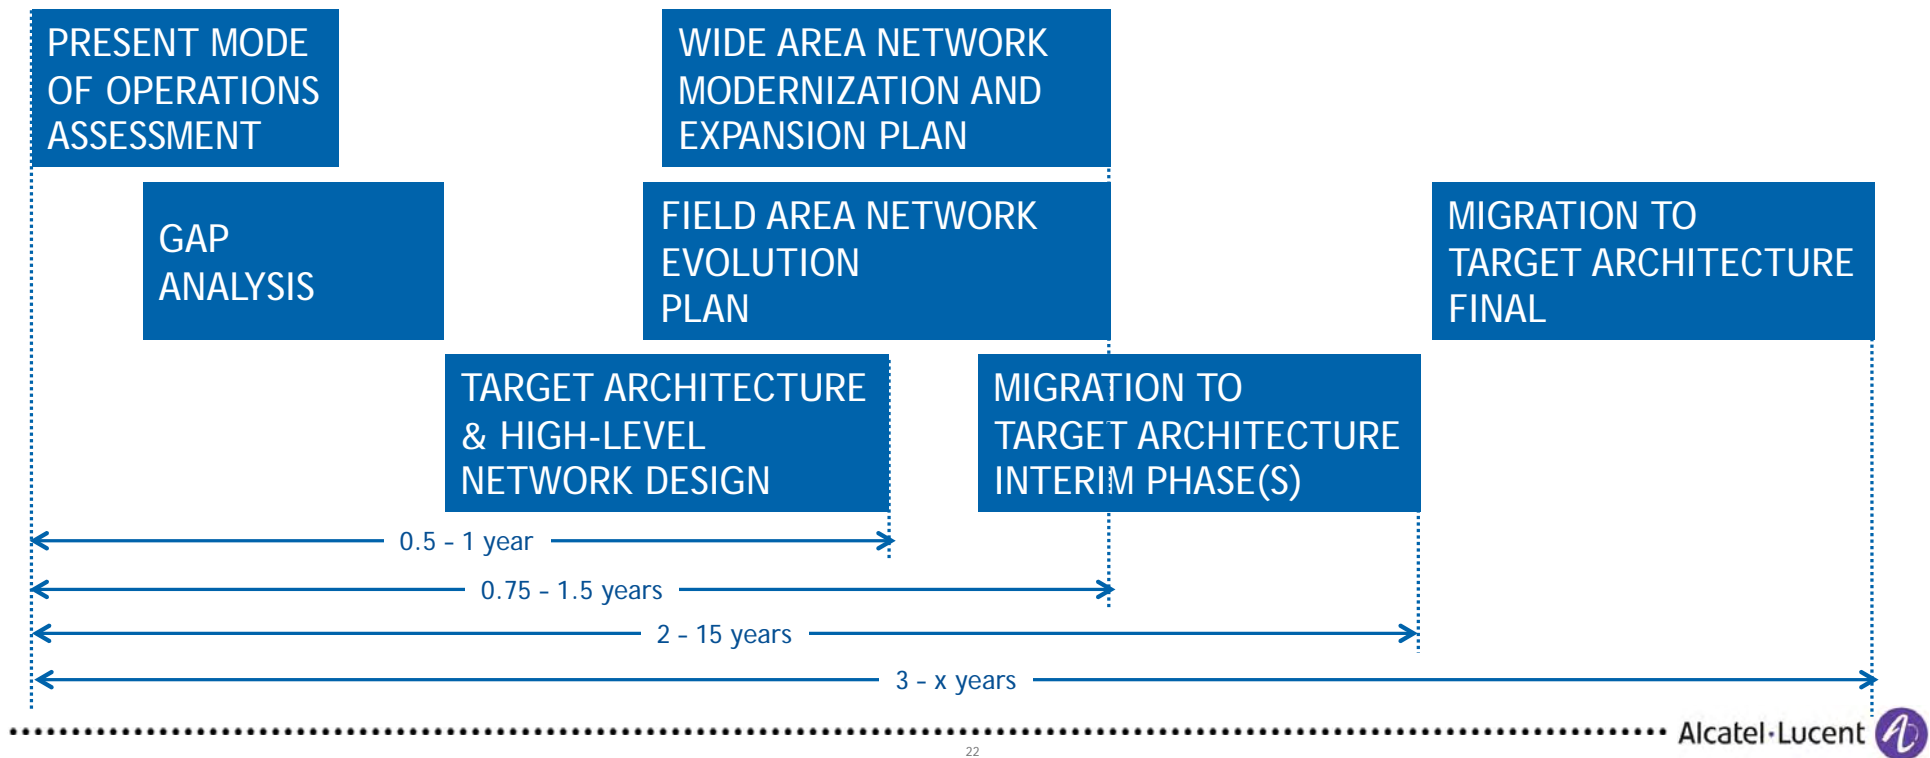 PRESENT MODE
OF OPERATIONS
ASSESSMENT
WIDE AREA NETWORK
MODERNIZATION AND
EXPANSION PLAN
GAP
ANALYSIS
FIELD AREA NETWORK
EVOLUTION
PLAN
MIGRATION TO
TARGET ARCHITECTURE
FINAL
TARGET ARCHITECTURE
& HIGH-LEVEL
NETWORK DESIGN
MIGRATION TO
TARGET ARCHITECTURE
INTERIM PHASE(S)
0.5 – 1 year
0.75 – 1.5 years
2 – 15 years
3 – x years
Alcatel·Lucent
22